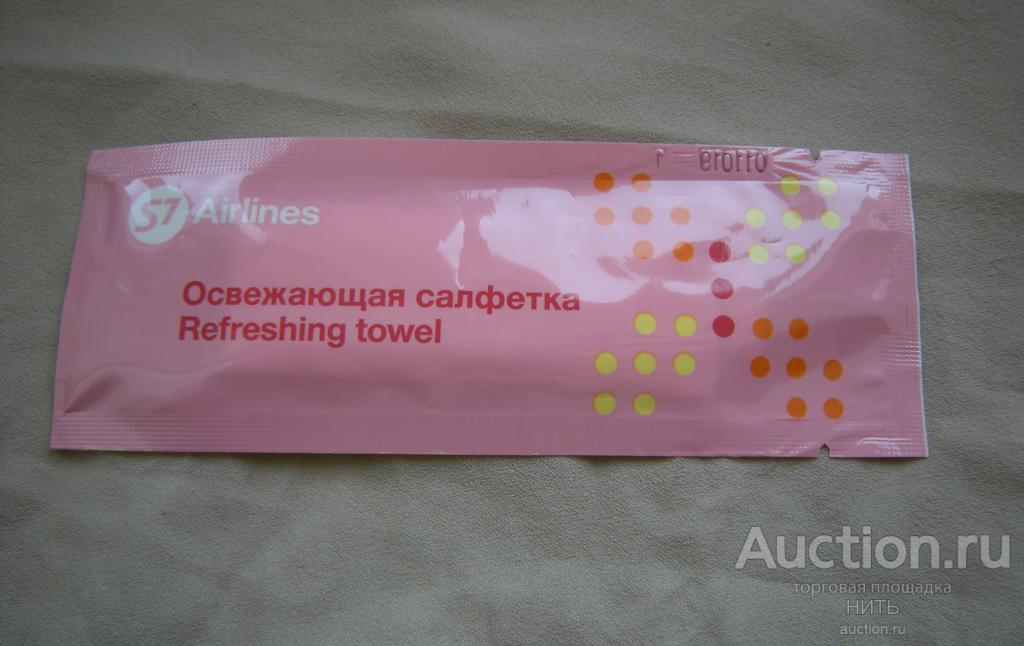 S7 Airlines
Освежающая салфетка
Refreshing towel
Auction.ru
торговая площадка
НИТЬ
auction.ru